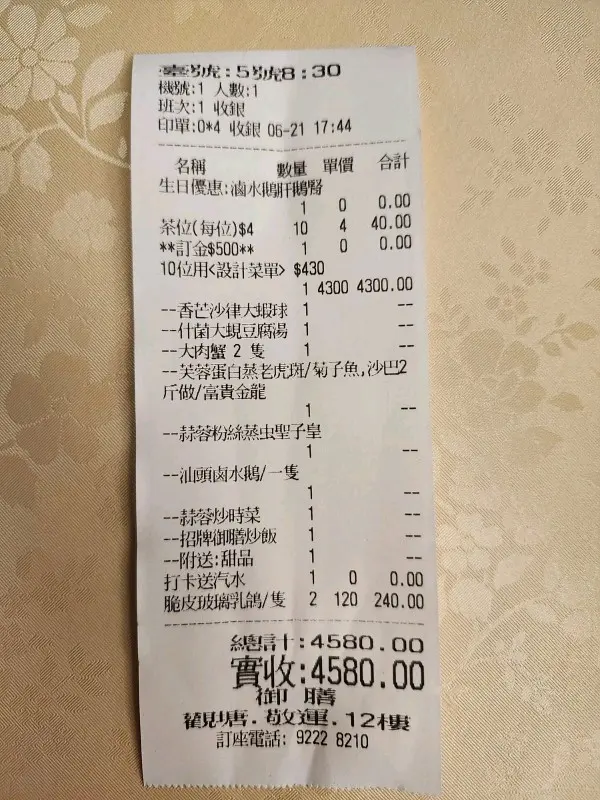 臺號:5號8:30
機號:1 人數:1
班次:1 收銀
印單:0*4 收銀 06-21 17:44
名稱 數量 單價 合計
生日優惠:滷水鵝肝鵝腎
1 0 0.00
茶位(每位)$4 10 4 40.00
**訂金$500** 1 0 0.00
10位用<設計菜單> $430
1 4300 4300.00
--香芒沙律大蝦球 1 --
--什菌大蜆豆腐湯 1 --
--大肉蟹 2 隻 1 --
--芙蓉蛋白蒸老虎斑/菊子魚,沙巴2
斤做/富貴金龍
1 --
--蒜蓉粉絲蒸虫聖子皇
1 --
--汕頭鹵水鵝/一隻
1 --
--蒜蓉炒時菜 1 --
--招牌御膳炒飯 1 --
--附送:甜品 1 --
打卡送汽水 1 0 0.00
脆皮玻璃乳鴿/隻 2 120 240.00
總計:4580.00
實收:4580.00
御 膳
觀塘.敬運.12樓
訂座電話: 9222 8210